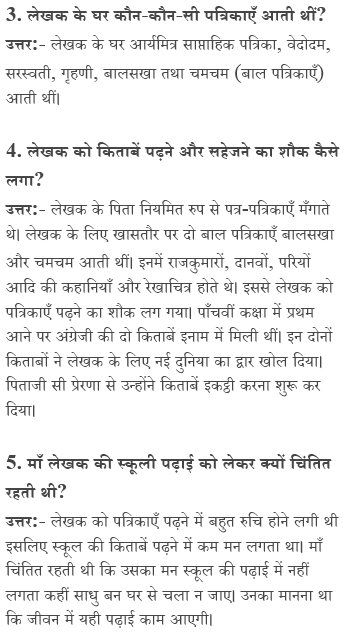 3. लेखक के घर कौन-कौन-सी पत्रिकाएँ आती थीं?
उत्तर:- लेखक के घर आर्यमित्र साप्ताहिक पत्रिका, वेदोदम,
सरस्वती, गृहणी, बालसखा तथा चमचम (बाल पत्रिकाएँ)
आती थीं।
4. लेखक को किताबें पढ़ने और सहेजने का शौक कैसे
लगा?
उत्तर:- लेखक के पिता नियमित रुप से पत्र-पत्रिकाएँ मँगाते
थे। लेखक के लिए खासतौर पर दो बाल पत्रिकाएँ बालसखा
और चमचम आती थीं। इनमें राजकुमारों, दानवों, परियों
आदि की कहानियाँ और रेखाचित्र होते थे। इससे लेखक को
पत्रिकाएँ पढ़ने का शौक लग गया। पाँचवीं कक्षा में प्रथम
आने पर अंग्रेजी की दो किताबें इनाम में मिली थीं। इन दोनों
किताबों ने लेखक के लिए नई दुनिया का द्वार खोल दिया।
पिताजी सी प्रेरणा से उन्होंने किताबें इकट्ठी करना शुरू कर
दिया।
5. माँ लेखक की स्कूली पढ़ाई को लेकर क्यों चिंतित
रहती थी?
उत्तर:- लेखक को पत्रिकाएँ पढ़ने में बहुत रुचि होने लगी थी
इसलिए स्कूल की किताबें पढ़ने में कम मन लगता था। माँ
चिंतित रहती थी कि उसका मन स्कूल की पढ़ाई में नहीं
लगता कहीं साधु बन घर से चला न जाए। उनका मानना था
कि जीवन में यही पढ़ाई काम आएगी।